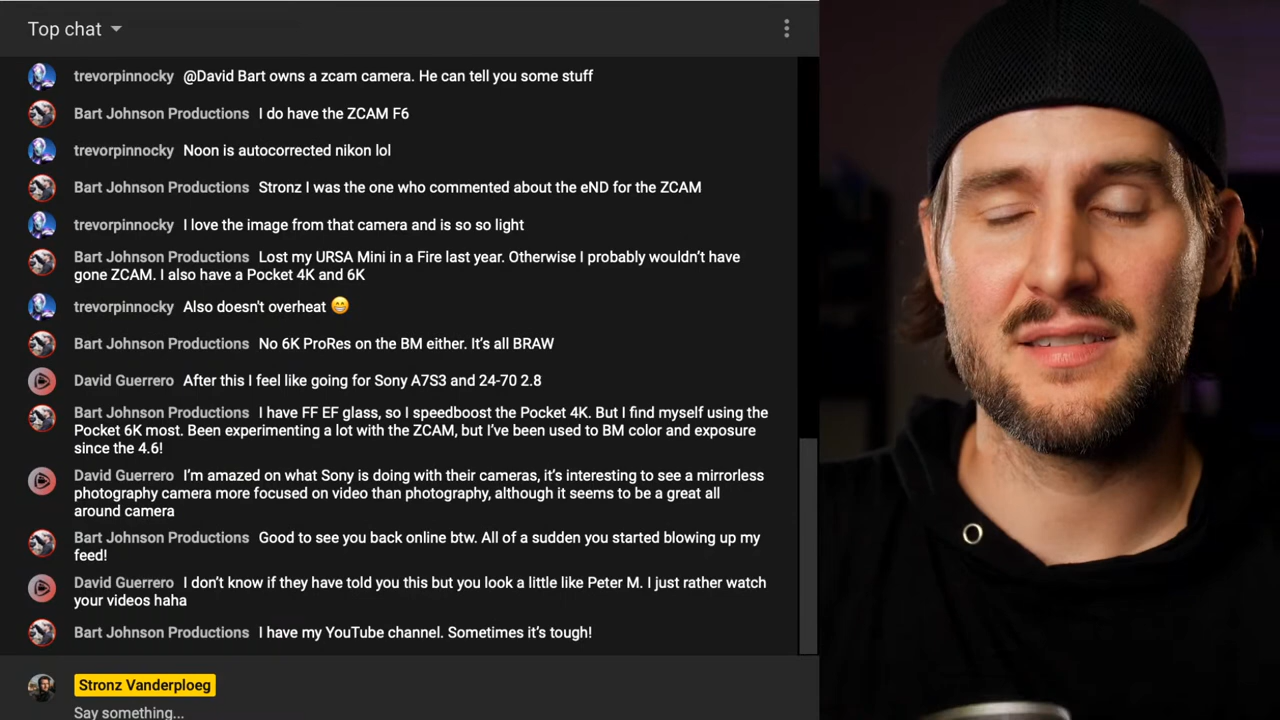 Top chat
trevorpinnocky @David Bart owns a zcam camera. He can tell you some stuff
Bart Johnson Productions I do have the ZCAM F6
trevorpinnocky Noon is autocorrected nikon lol
Bart Johnson Productions Stronz I was the one who commented about the eND for the ZCAM
trevorpinnocky I love the image from that camera and is so so light
Bart Johnson Productions Lost my URSA Mini in a Fire last year. Otherwise I probably wouldn't have
gone ZCAM. I also have a Pocket 4K and 6K
trevorpinnocky Also doesn't overheat 😁
Bart Johnson Productions No 6K ProRes on the BM either. It's all BRAW
David Guerrero After this I feel like going for Sony A7S3 and 24-70 2.8
Bart Johnson Productions I have FF EF glass, so I speedboost the Pocket 4K. But I find myself using the
Pocket 6K most. Been experimenting a lot with the ZCAM, but I've been used to BM color and exposure
since the 4.6!
David Guerrero I'm amazed on what Sony is doing with their cameras, it's interesting to see a mirrorless
photography camera more focused on video than photography, although it seems to be a great all
around camera
Bart Johnson Productions Good to see you back online btw. All of a sudden you started blowing up my
feed!
David Guerrero I don't know if they have told you this but you look a little like Peter M. I just rather watch
your videos haha
Bart Johnson Productions I have my YouTube channel. Sometimes it's tough!
Stronz Vanderploeg
Say something...